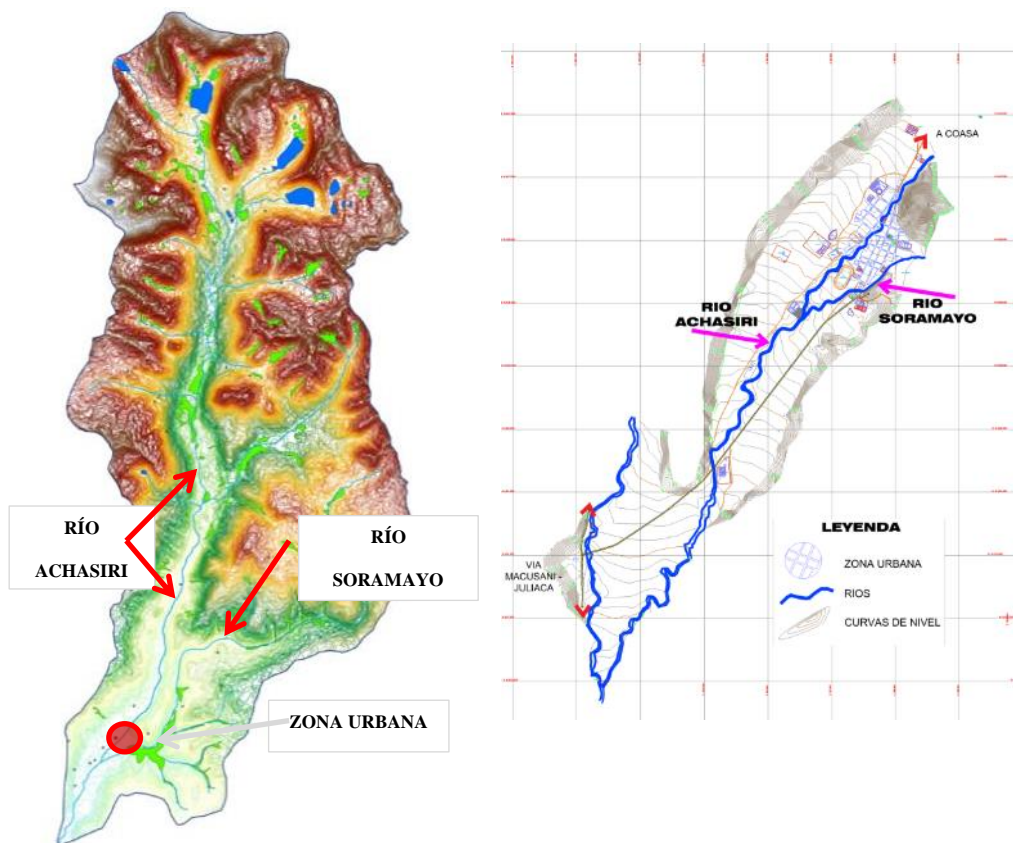 RÍO
ACHASIRI
RÍO
SORAMAYO
ZONA URBANA
A COASA
RIO
ACHASIRI
RIO
SORAMAYO
VIA
MACUSANI -
JULIACA
LEYENDA
ZONA URBANA
RIOS
CURVAS DE NIVEL